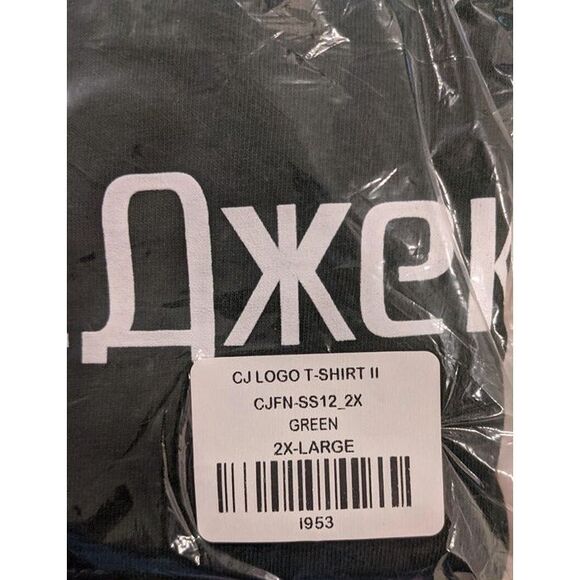 .Джек
CJ LOGO T-SHIRT II
CJFN-SS12_2X
GREEN
2X-LARGE
i953